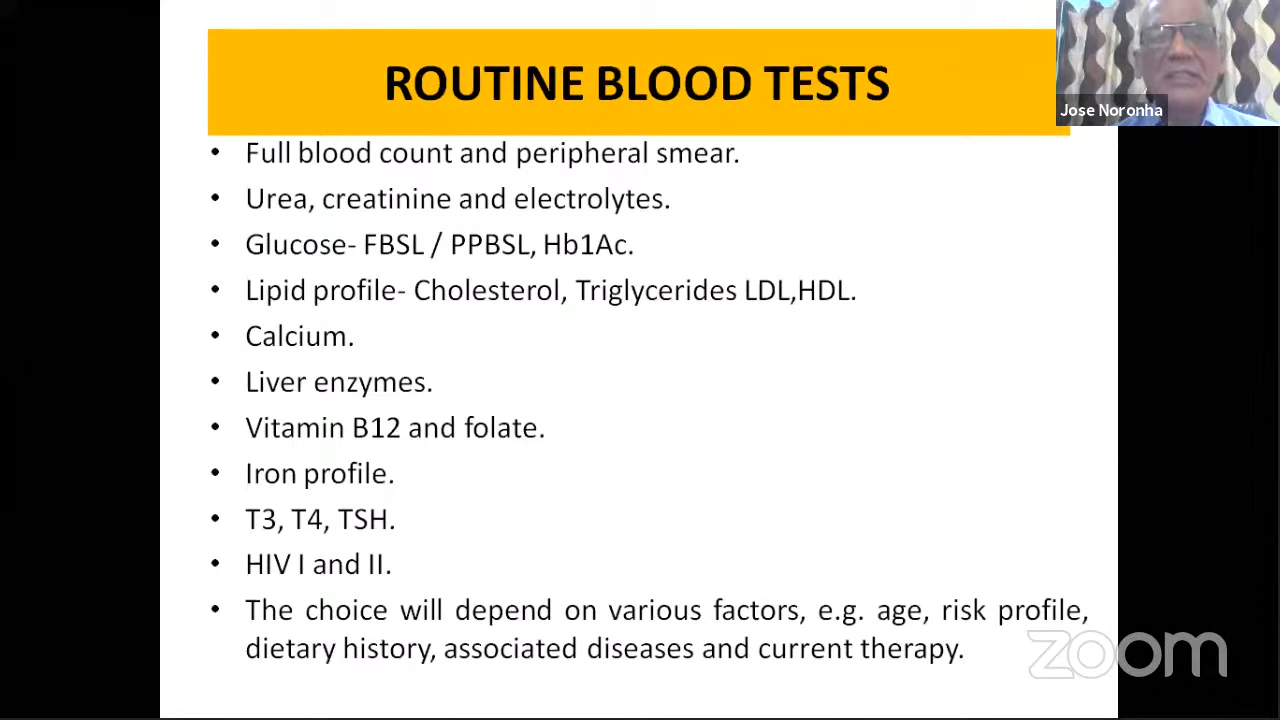 ROUTINE BLOOD TESTS
Jose Noronha
• Full blood count and peripheral smear.
• Urea, creatinine and electrolytes.
• Glucose- FBSL / PPBSL, Hb1Ac.
• Lipid profile- Cholesterol, Triglycerides LDL,HDL.
• Calcium.
• Liver enzymes.
• Vitamin B12 and folate.
• Iron profile.
• T3, T4, TSH.
• HIV I and II.
• The choice will depend on various factors, e.g. age, risk profile,
dietary history, associated diseases and current therapy.
zoom